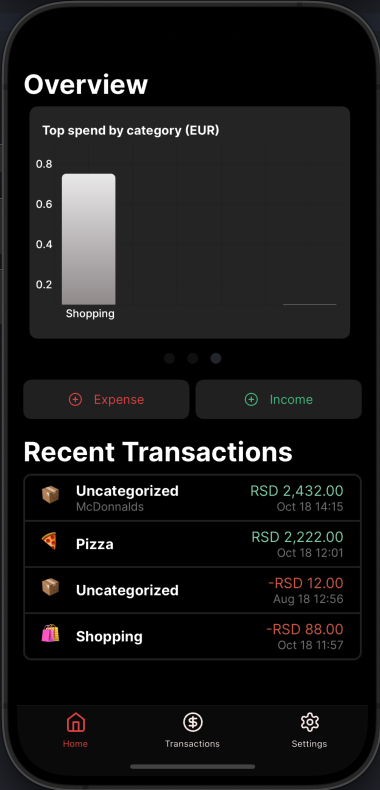 Overview
Top spend by category (EUR)
0.8
0.6
0.4
0.2
Shopping
Expense
Income
Recent Transactions
Uncategorized RSD 2,432.00
McDonnalds Oct 18 14:15
Pizza RSD 2,222.00
Oct 18 12:01
Uncategorized -RSD 12.00
Aug 18 12:56
Shopping -RSD 88.00
Oct 18 11:57
Home Transactions Settings